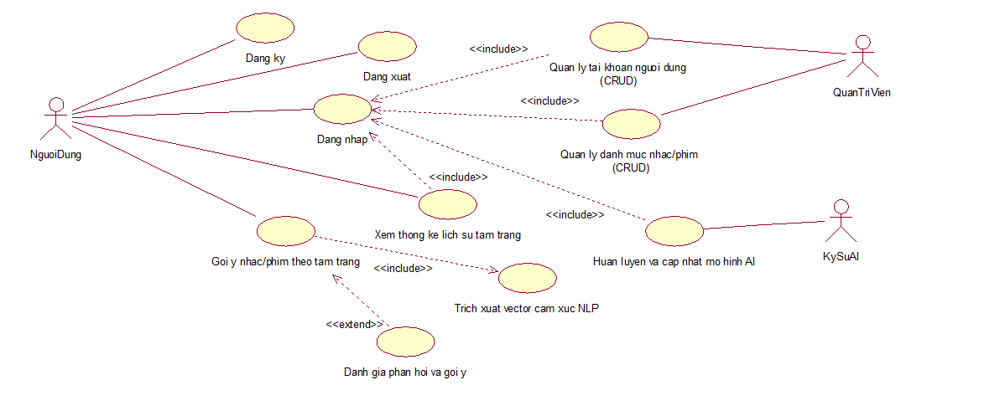 Dang ky
Dang xuat
<<include>>
Quan ly tai khoan nguoi dung
(CRUD)
QuanTriVien
<<include>>
NguoiDung
Dang nhap
Quan ly danh muc nhac/phim
(CRUD)
<<include>>
Xem thong ke lich su tam trang
<<include>>
Huan luyen va cap nhat mo hinh AI
KySuAI
Goi y nhac/phim theo tam trang
<<include>>
Trich xuat vector cam xuc NLP
<<extend>>
Danh gia phan hoi va goi y